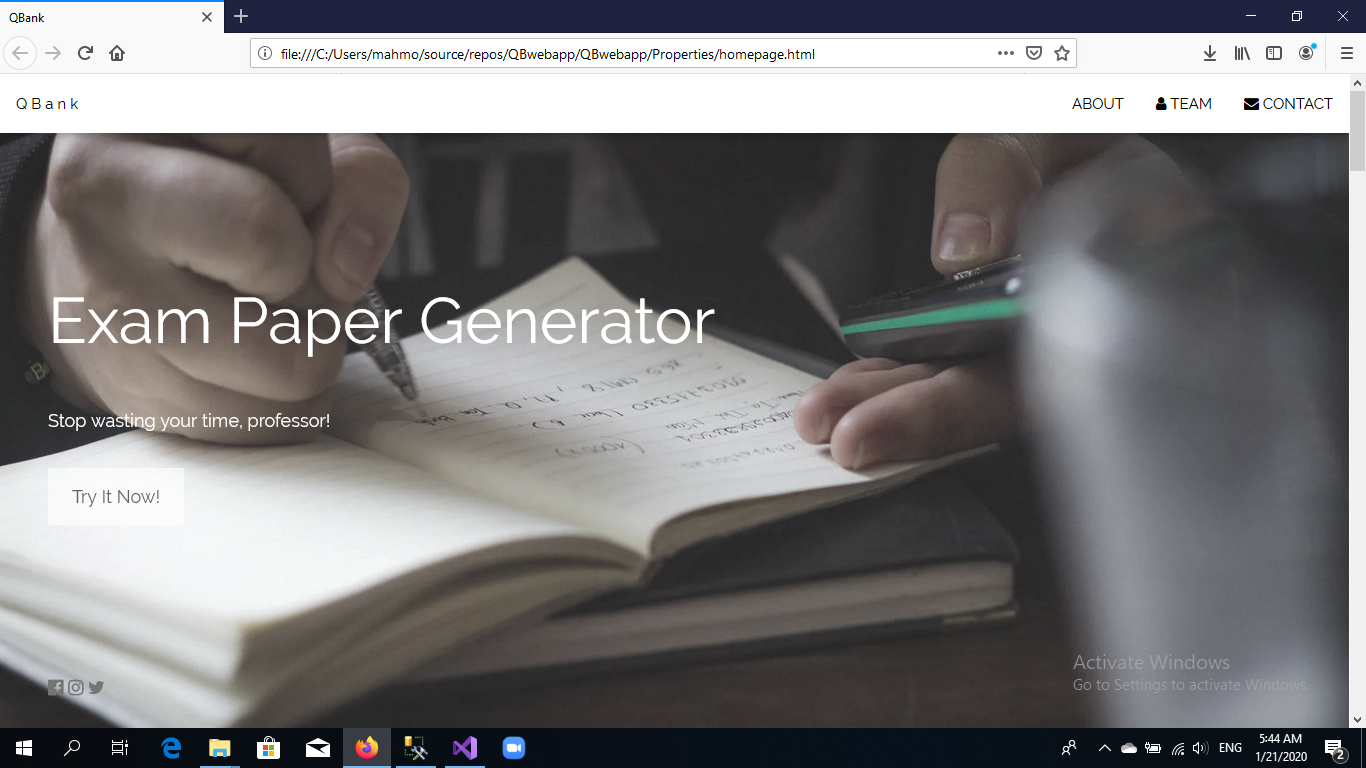 QBank
file:///C:/Users/mahmo/source/repos/QBwebapp/QBwebapp/Properties/homepage.html
QBank
ABOUT TEAM CONTACT
Exam Paper Generator
Stop wasting your time, professor!
Try It Now!
Activate Windows
Go to Settings to activate Windows.
ENG
5:44 AM
1/21/2020
2